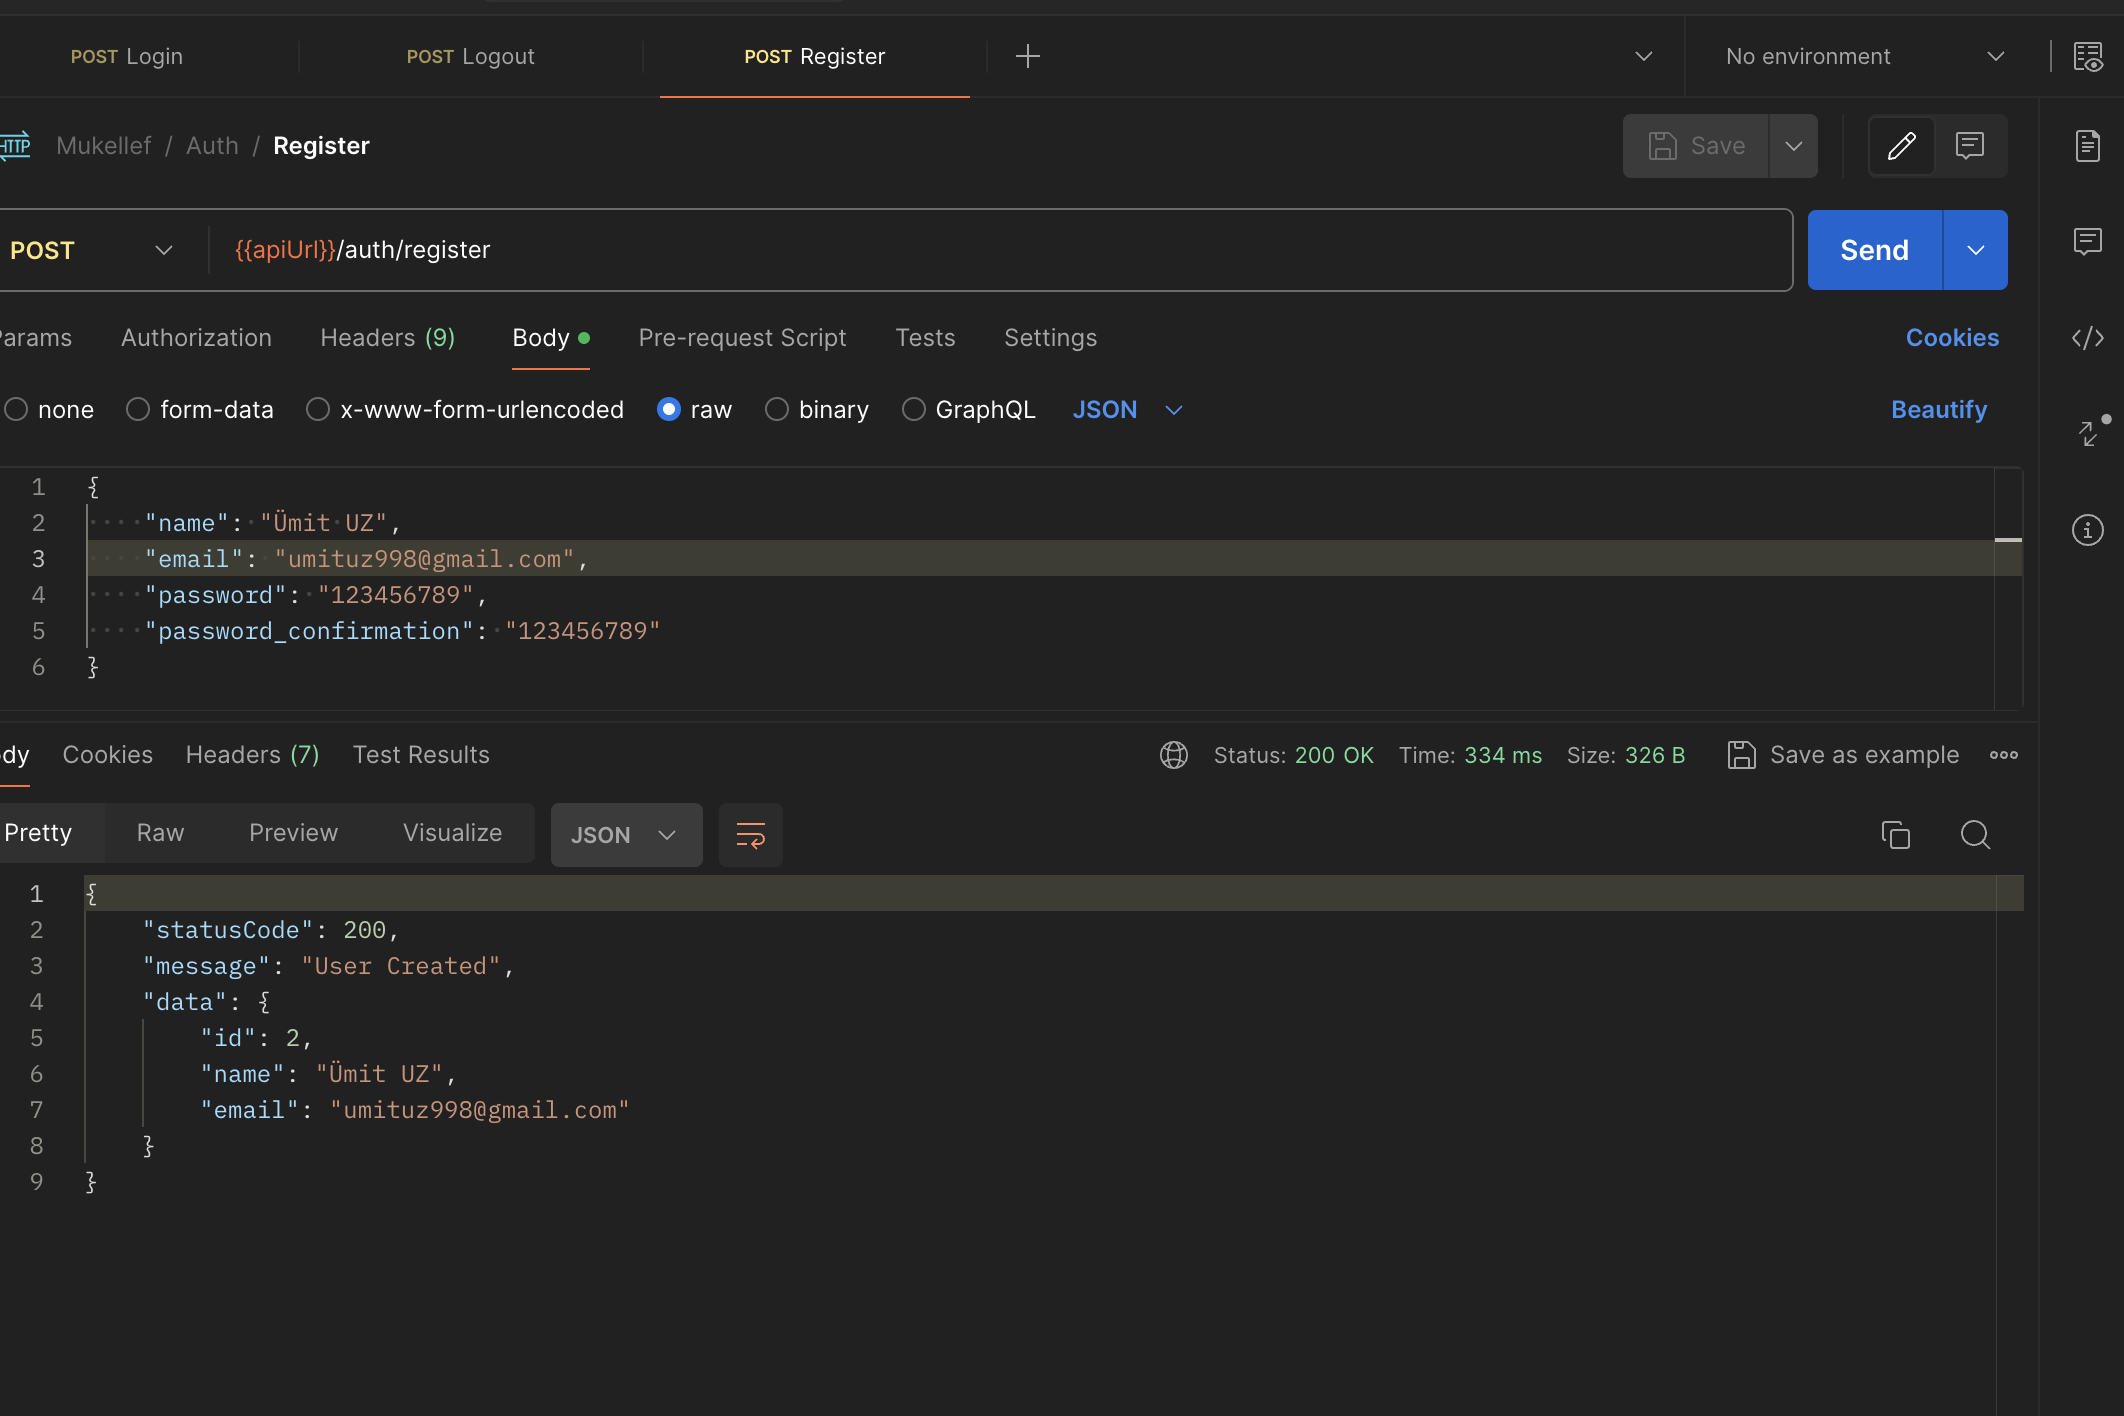 POST Login POST Logout POST Register No environment
HTTP Mukellef / Auth / Register Save
POST {{apiUrl}}/auth/register Send
arams Authorization Headers (9) Body Pre-request Script Tests Settings Cookies
none form-data x-www-form-urlencoded raw binary GraphQL JSON Beautify
1 {
2 "name": "Ümit UZ",
3 "email": "umituz998@gmail.com",
4 "password": "123456789",
5 "password_confirmation": "123456789"
6 }
dy Cookies Headers (7) Test Results Status: 200 OK Time: 334 ms Size: 326 B Save as example
Pretty Raw Preview Visualize JSON
1 {
2 "statusCode": 200,
3 "message": "User Created",
4 "data": {
5 "id": 2,
6 "name": "Ümit UZ",
7 "email": "umituz998@gmail.com"
8 }
9 }